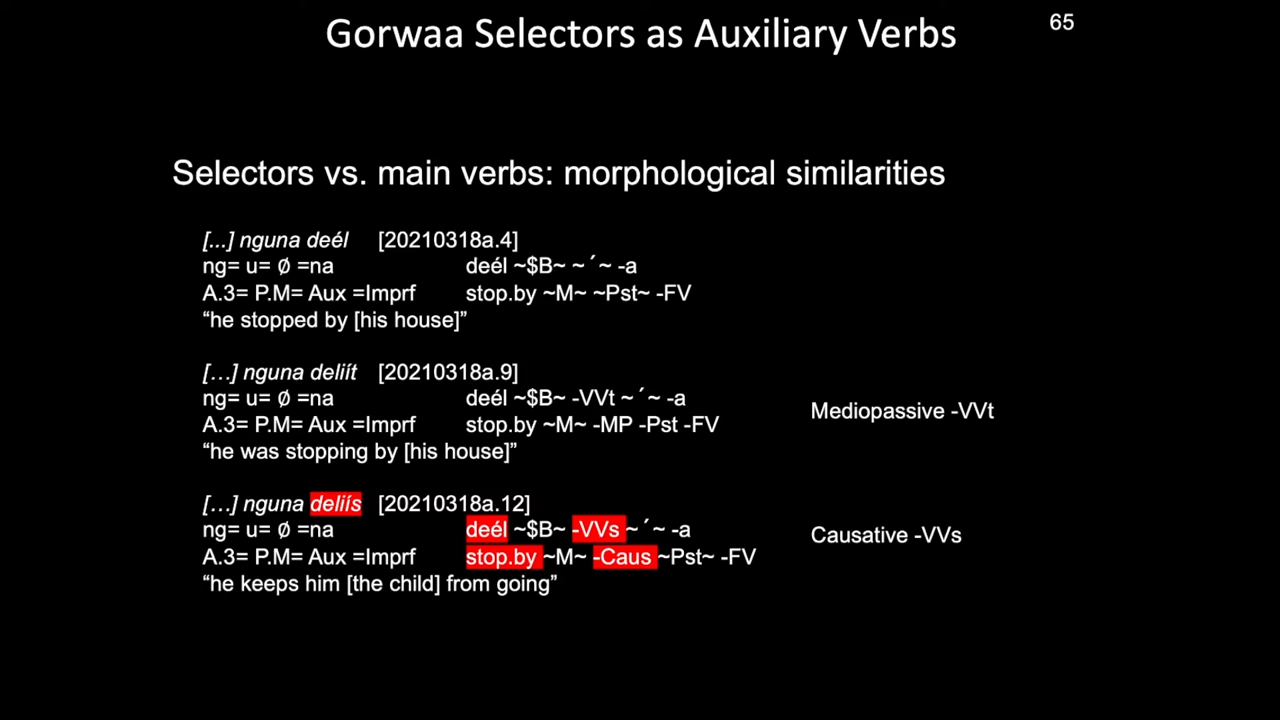 Gorwaa Selectors as Auxiliary Verbs
65
Selectors vs. main verbs: morphological similarities
[...] nguna deél [20210318a.4]
ng= u= ∅ =na deél ~$B~ ~´~ -a
A.3= P.M= Aux =Imprf stop.by ~M~ ~Pst~ -FV
“he stopped by [his house]”
[…] nguna deliít [20210318a.9]
ng= u= ∅ =na deél ~$B~ -VVt ~´~ -a
A.3= P.M= Aux =Imprf stop.by ~M~ -MP -Pst -FV
Mediopassive -VVt
“he was stopping by [his house]”
[…] nguna deliís [20210318a.12]
ng= u= ∅ =na deél ~$B~ -VVs ~´~ -a
A.3= P.M= Aux =Imprf stop.by ~M~ -Caus ~Pst~ -FV
Causative -VVs
“he keeps him [the child] from going”